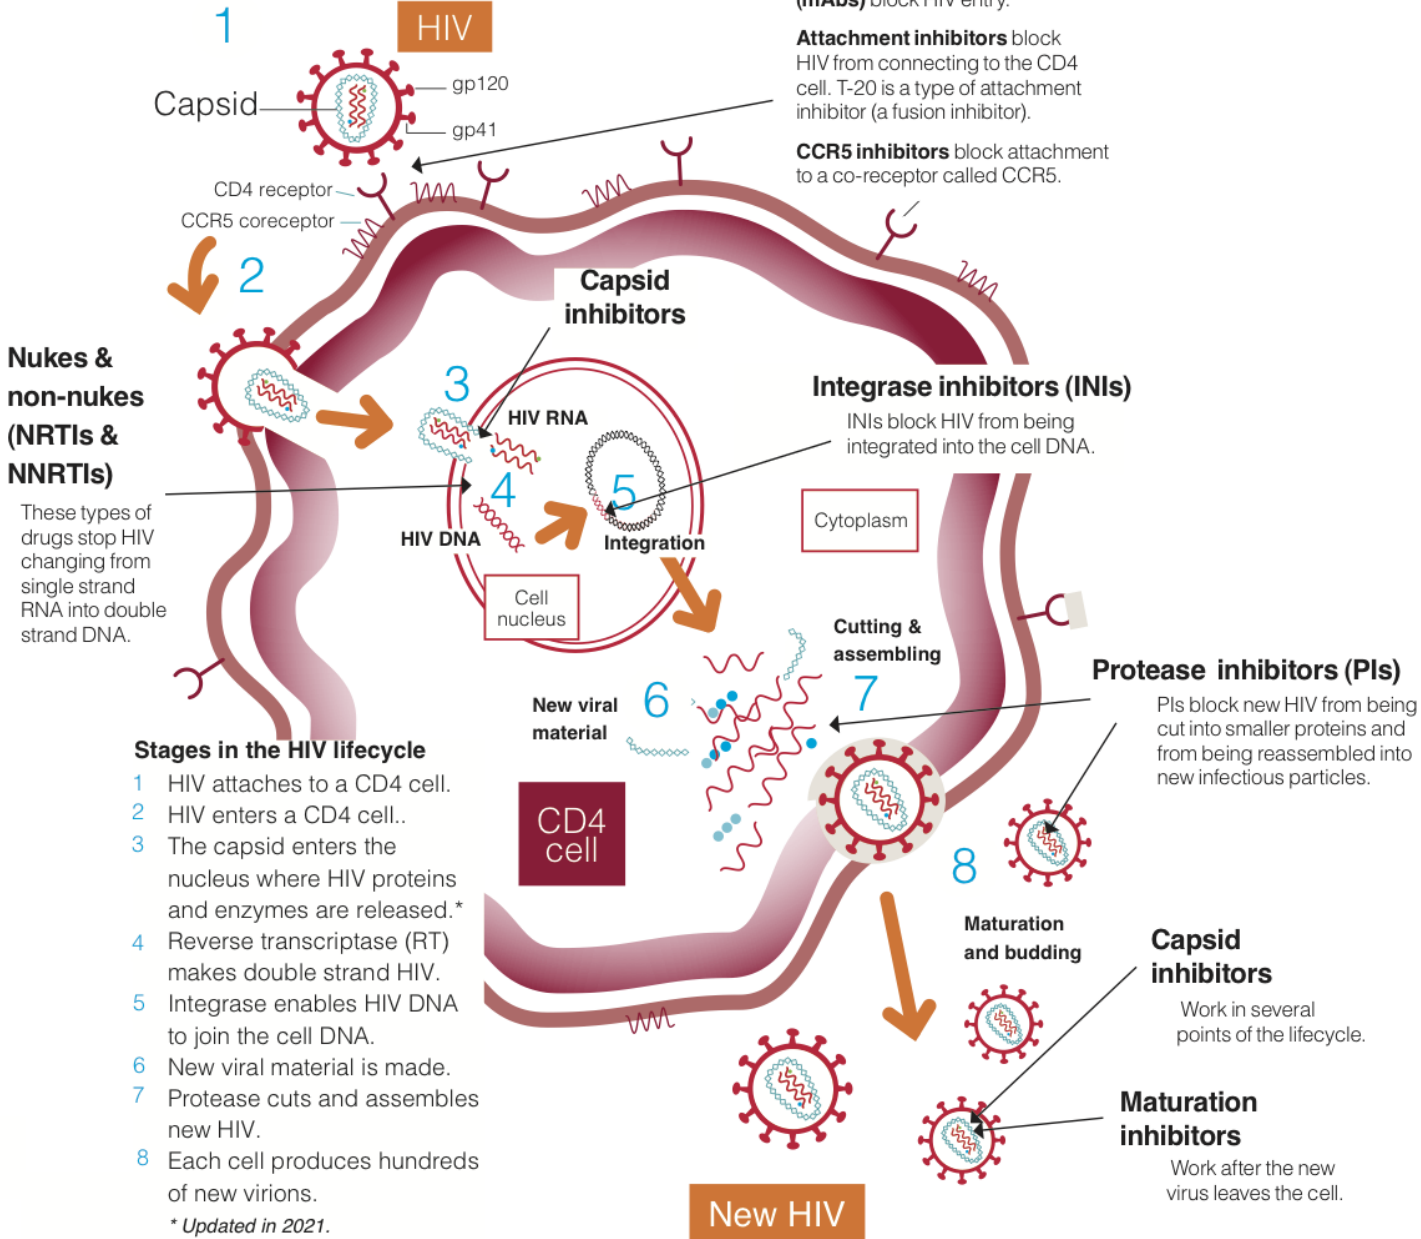 1
HIV
(mAbs) block HIV entry.
Attachment inhibitors block
HIV from connecting to the CD4
cell. T-20 is a type of attachment
inhibitor (a fusion inhibitor).
CCR5 inhibitors block attachment
to a co-receptor called CCR5.
Capsid
gp120
gp41
CD4 receptor
CCR5 coreceptor
2
Capsid
inhibitors
Nukes &
non-nukes
(NRTIs &
NNRTIs)
These types of
drugs stop HIV
changing from
single strand
RNA into double
strand DNA.
3
HIV RNA
4
HIV DNA
5
Integration
Integrase inhibitors (INIs)
INIs block HIV from being
integrated into the cell DNA.
Cytoplasm
Cell
nucleus
Cutting &
assembling
New viral
material
6
7
Protease inhibitors (PIs)
PIs block new HIV from being
cut into smaller proteins and
from being reassembled into
new infectious particles.
CD4
cell
8
Maturation
and budding
Capsid
inhibitors
Work in several
points of the lifecycle.
Maturation
inhibitors
Work after the new
virus leaves the cell.
New HIV
Stages in the HIV lifecycle
1 HIV attaches to a CD4 cell.
2 HIV enters a CD4 cell..
3 The capsid enters the
nucleus where HIV proteins
and enzymes are released.*
4 Reverse transcriptase (RT)
makes double strand HIV.
5 Integrase enables HIV DNA
to join the cell DNA.
6 New viral material is made.
7 Protease cuts and assembles
new HIV.
8 Each cell produces hundreds
of new virions.
* Updated in 2021.